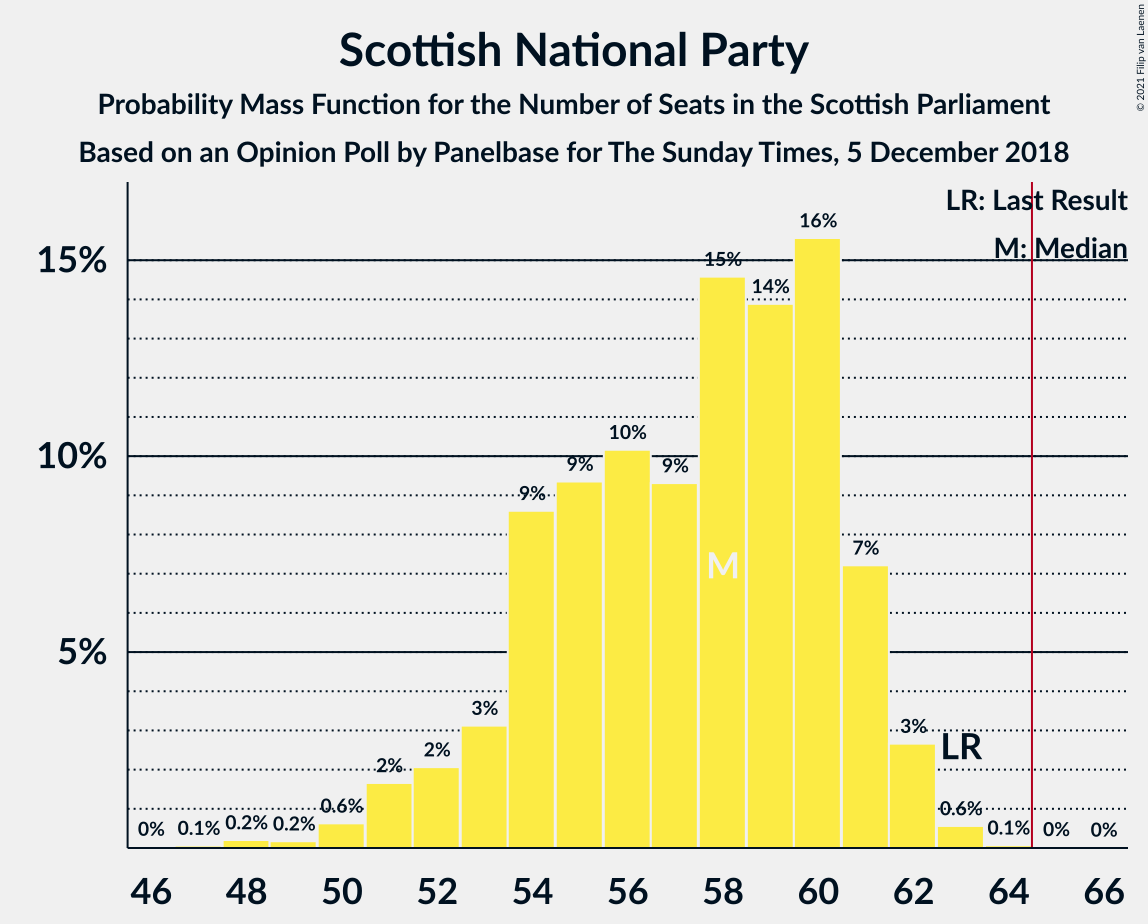 Scottish National Party
Probability Mass Function for the Number of Seats in the Scottish Parliament
Based on an Opinion Poll by Panelbase for The Sunday Times, 5 December 2018
© 2021 Filip van Laenen
LR: Last Result
M: Median
15%
10%
5%
0%
0.1%
0.2%
0.2%
0.6%
2%
2%
3%
9%
9%
10%
9%
15%
14%
16%
7%
3%
0.6%
0.1%
0%
0%
M
LR
46 48 50 52 54 56 58 60 62 64 66